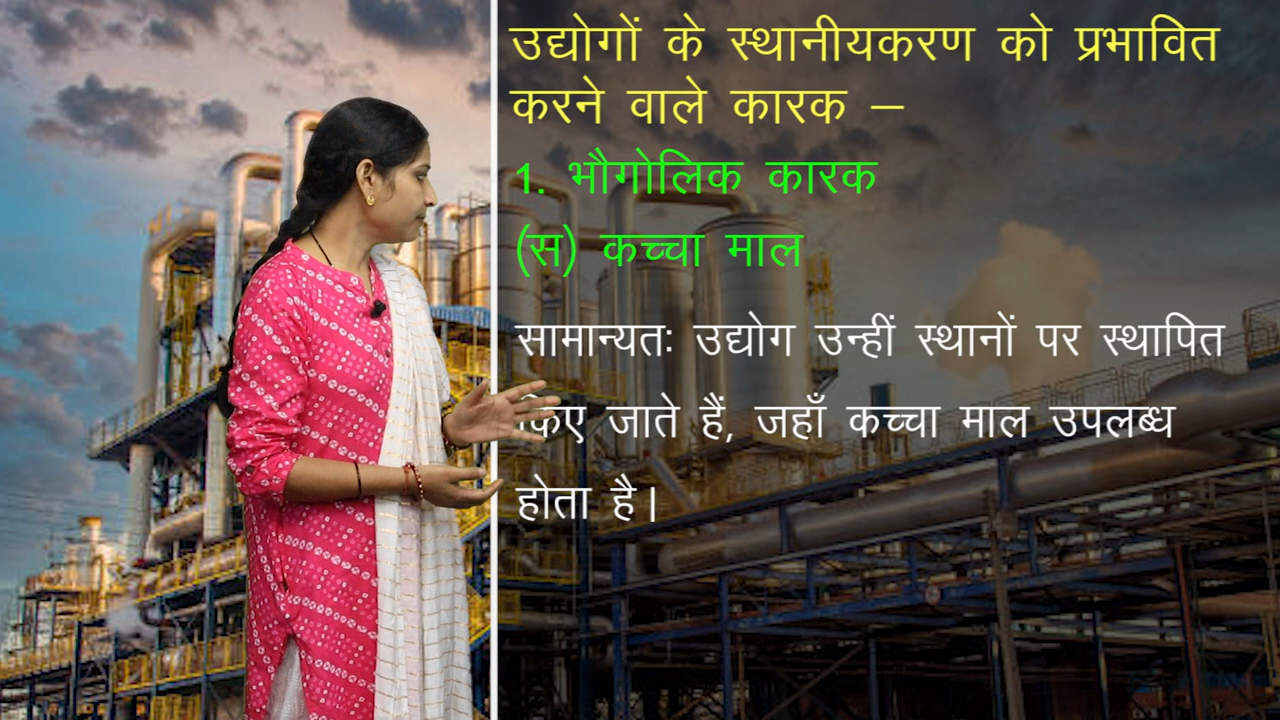 उद्योगों के स्थानीयकरण को प्रभावित
करने वाले कारक –
1. भौगोलिक कारक
(स) कच्चा माल
सामान्यतः उद्योग उन्हीं स्थानों पर स्थापित
किए जाते हैं, जहाँ कच्चा माल उपलब्ध
होता है।